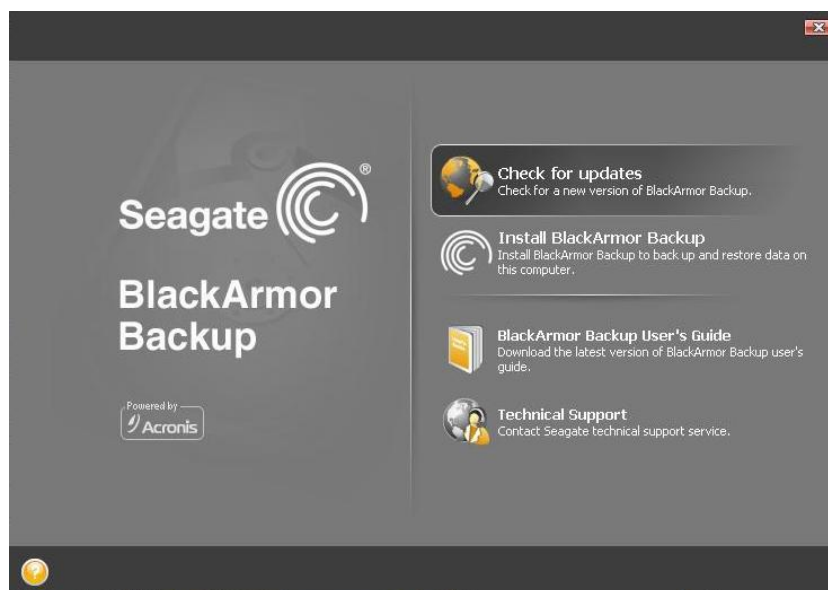 Seagate ®
BlackArmor
Backup
Powered by
Acronis
Check for updates
Check for a new version of BlackArmor Backup.
Install BlackArmor Backup
Install BlackArmor Backup to back up and restore data on
this computer.
BlackArmor Backup User's Guide
Download the latest version of BlackArmor Backup user's
guide.
Technical Support
Contact Seagate technical support service.
?